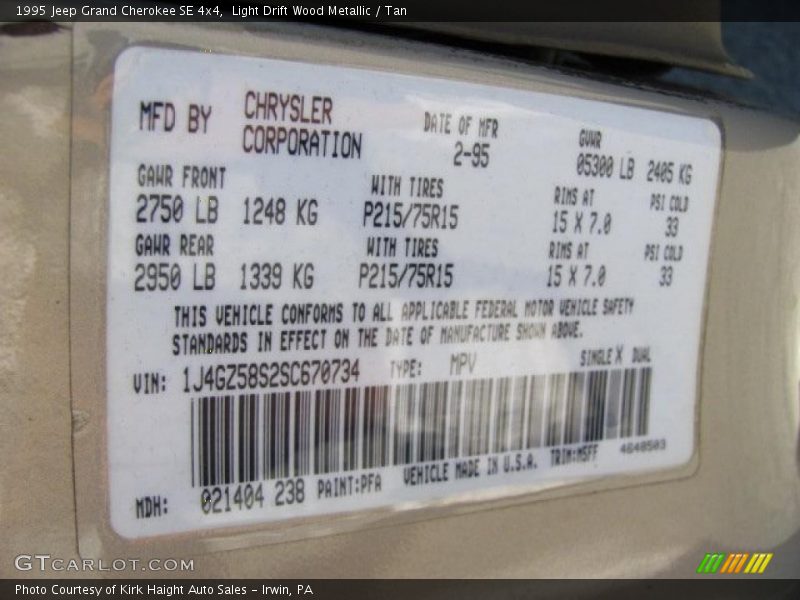 1995 Jeep Grand Cherokee SE 4x4,  Light Drift Wood Metallic / Tan
MFD BY CHRYSLER CORPORATION DATE OF MFR 2-95 GVWR 05300 LB 2405 KG
GAWR FRONT WITH TIRES RIMS AT PSI COLD
2750 LB 1248 KG P215/75R15 15 X 7.0 33
GAWR REAR WITH TIRES RIMS AT PSI COLD
2950 LB 1339 KG P215/75R15 15 X 7.0 33
THIS VEHICLE CONFORMS TO ALL APPLICABLE FEDERAL MOTOR VEHICLE SAFETY
STANDARDS IN EFFECT ON THE DATE OF MANUFACTURE SHOWN ABOVE.
VIN: 1J4GZ58S2SC670734 TYPE: MPV SINGLE X DUAL
MDH: 021404 238 PAINT:PFA VEHICLE MADE IN U.S.A. TRIM:MSFF 4648503
GTCARLOT.COM
Photo Courtesy of Kirk Haight Auto Sales - Irwin, PA